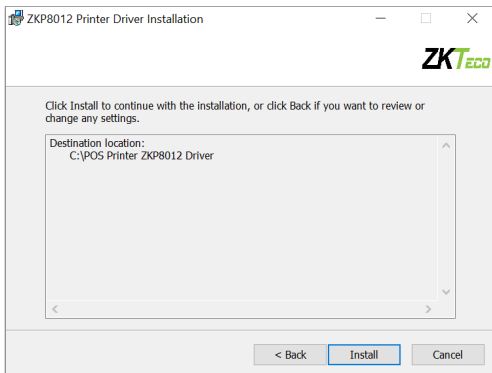 ZKP8012 Printer Driver Installation
ZKTeco
Click Install to continue with the installation, or click Back if you want to review or
change any settings.
Destination location:
C:\POS Printer ZKP8012 Driver
< Back
Install
Cancel